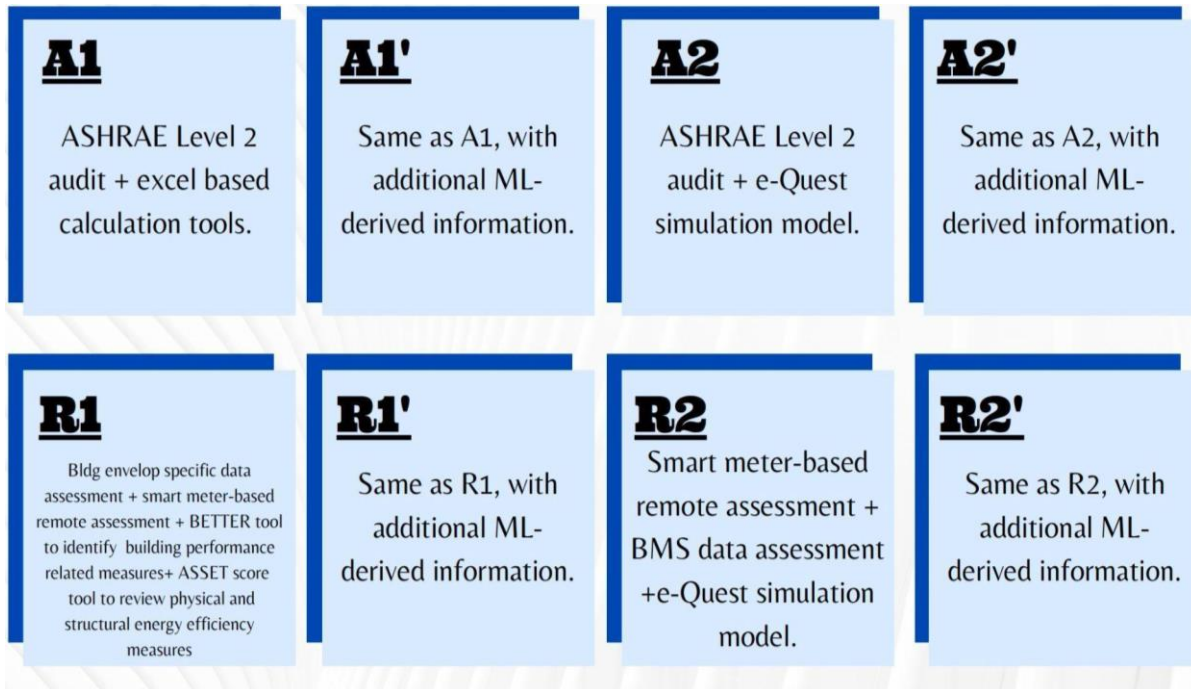 A1
ASHRAE Level 2
audit + excel based
calculation tools.
A1'
Same as A1, with
additional ML-
derived information.
A2
ASHRAE Level 2
audit + e-Quest
simulation model.
A2'
Same as A2, with
additional ML-
derived information.
R1
Bldg envelop specific data
assessment + smart meter-based
remote assessment + BETTER tool
to identify building performance
related measures+ ASSET score
tool to review physical and
structural energy efficiency
measures
R1'
Same as R1, with
additional ML-
derived information.
R2
Smart meter-based
remote assessment +
BMS data assessment
+e-Quest simulation
model.
R2'
Same as R2, with
additional ML-
derived information.